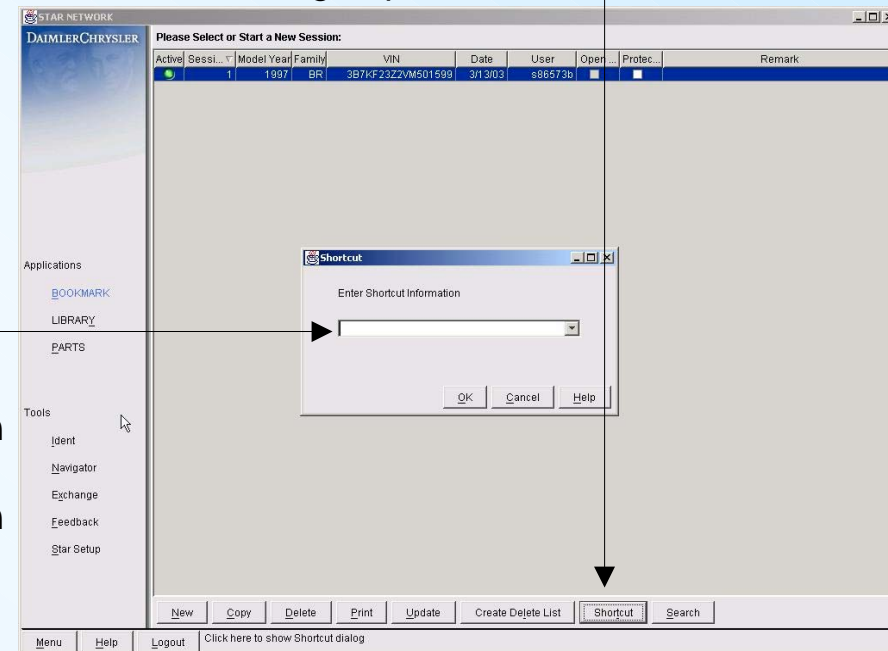 STAR NETWORK
DAIMLERCHRYSLER
Please Select or Start a New Session:
Active Sessi... Model Year Family VIN Date User Open ... Protec... Remark
1 1997 BR 3B7KF23Z2VM501599 3/13/03 s86573b
Applications
BOOKMARK
LIBRARY
PARTS
Shortcut
Enter Shortcut Information
OK Cancel Help
Tools
Ident
Navigator
Exchange
Feedback
Star Setup
New Copy Delete Print Update Create Delete List Shortcut Search
Menu Help Logout Click here to show Shortcut dialog